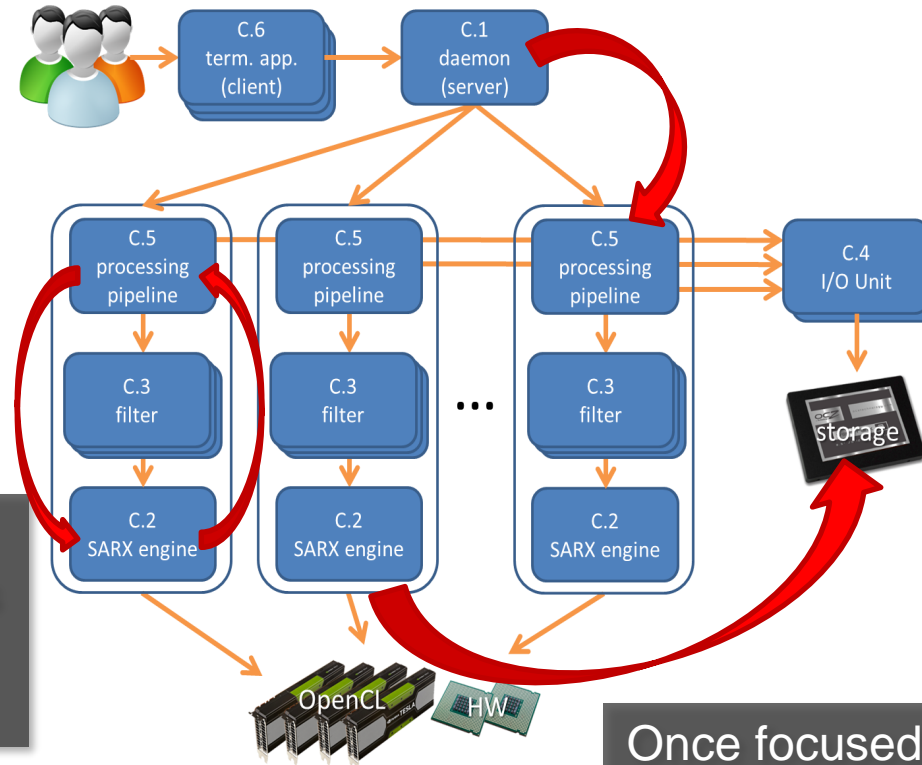 C.6
term. app.
(client)
C.1
daemon
(server)
C.5
processing
pipeline
C.5
processing
pipeline
C.5
processing
pipeline
C.4
I/O Unit
C.3
filter
C.3
filter
...
C.3
filter
storage
C.2
SARX engine
C.2
SARX engine
C.2
SARX engine
OpenCL
TESLA
HW
Once focused